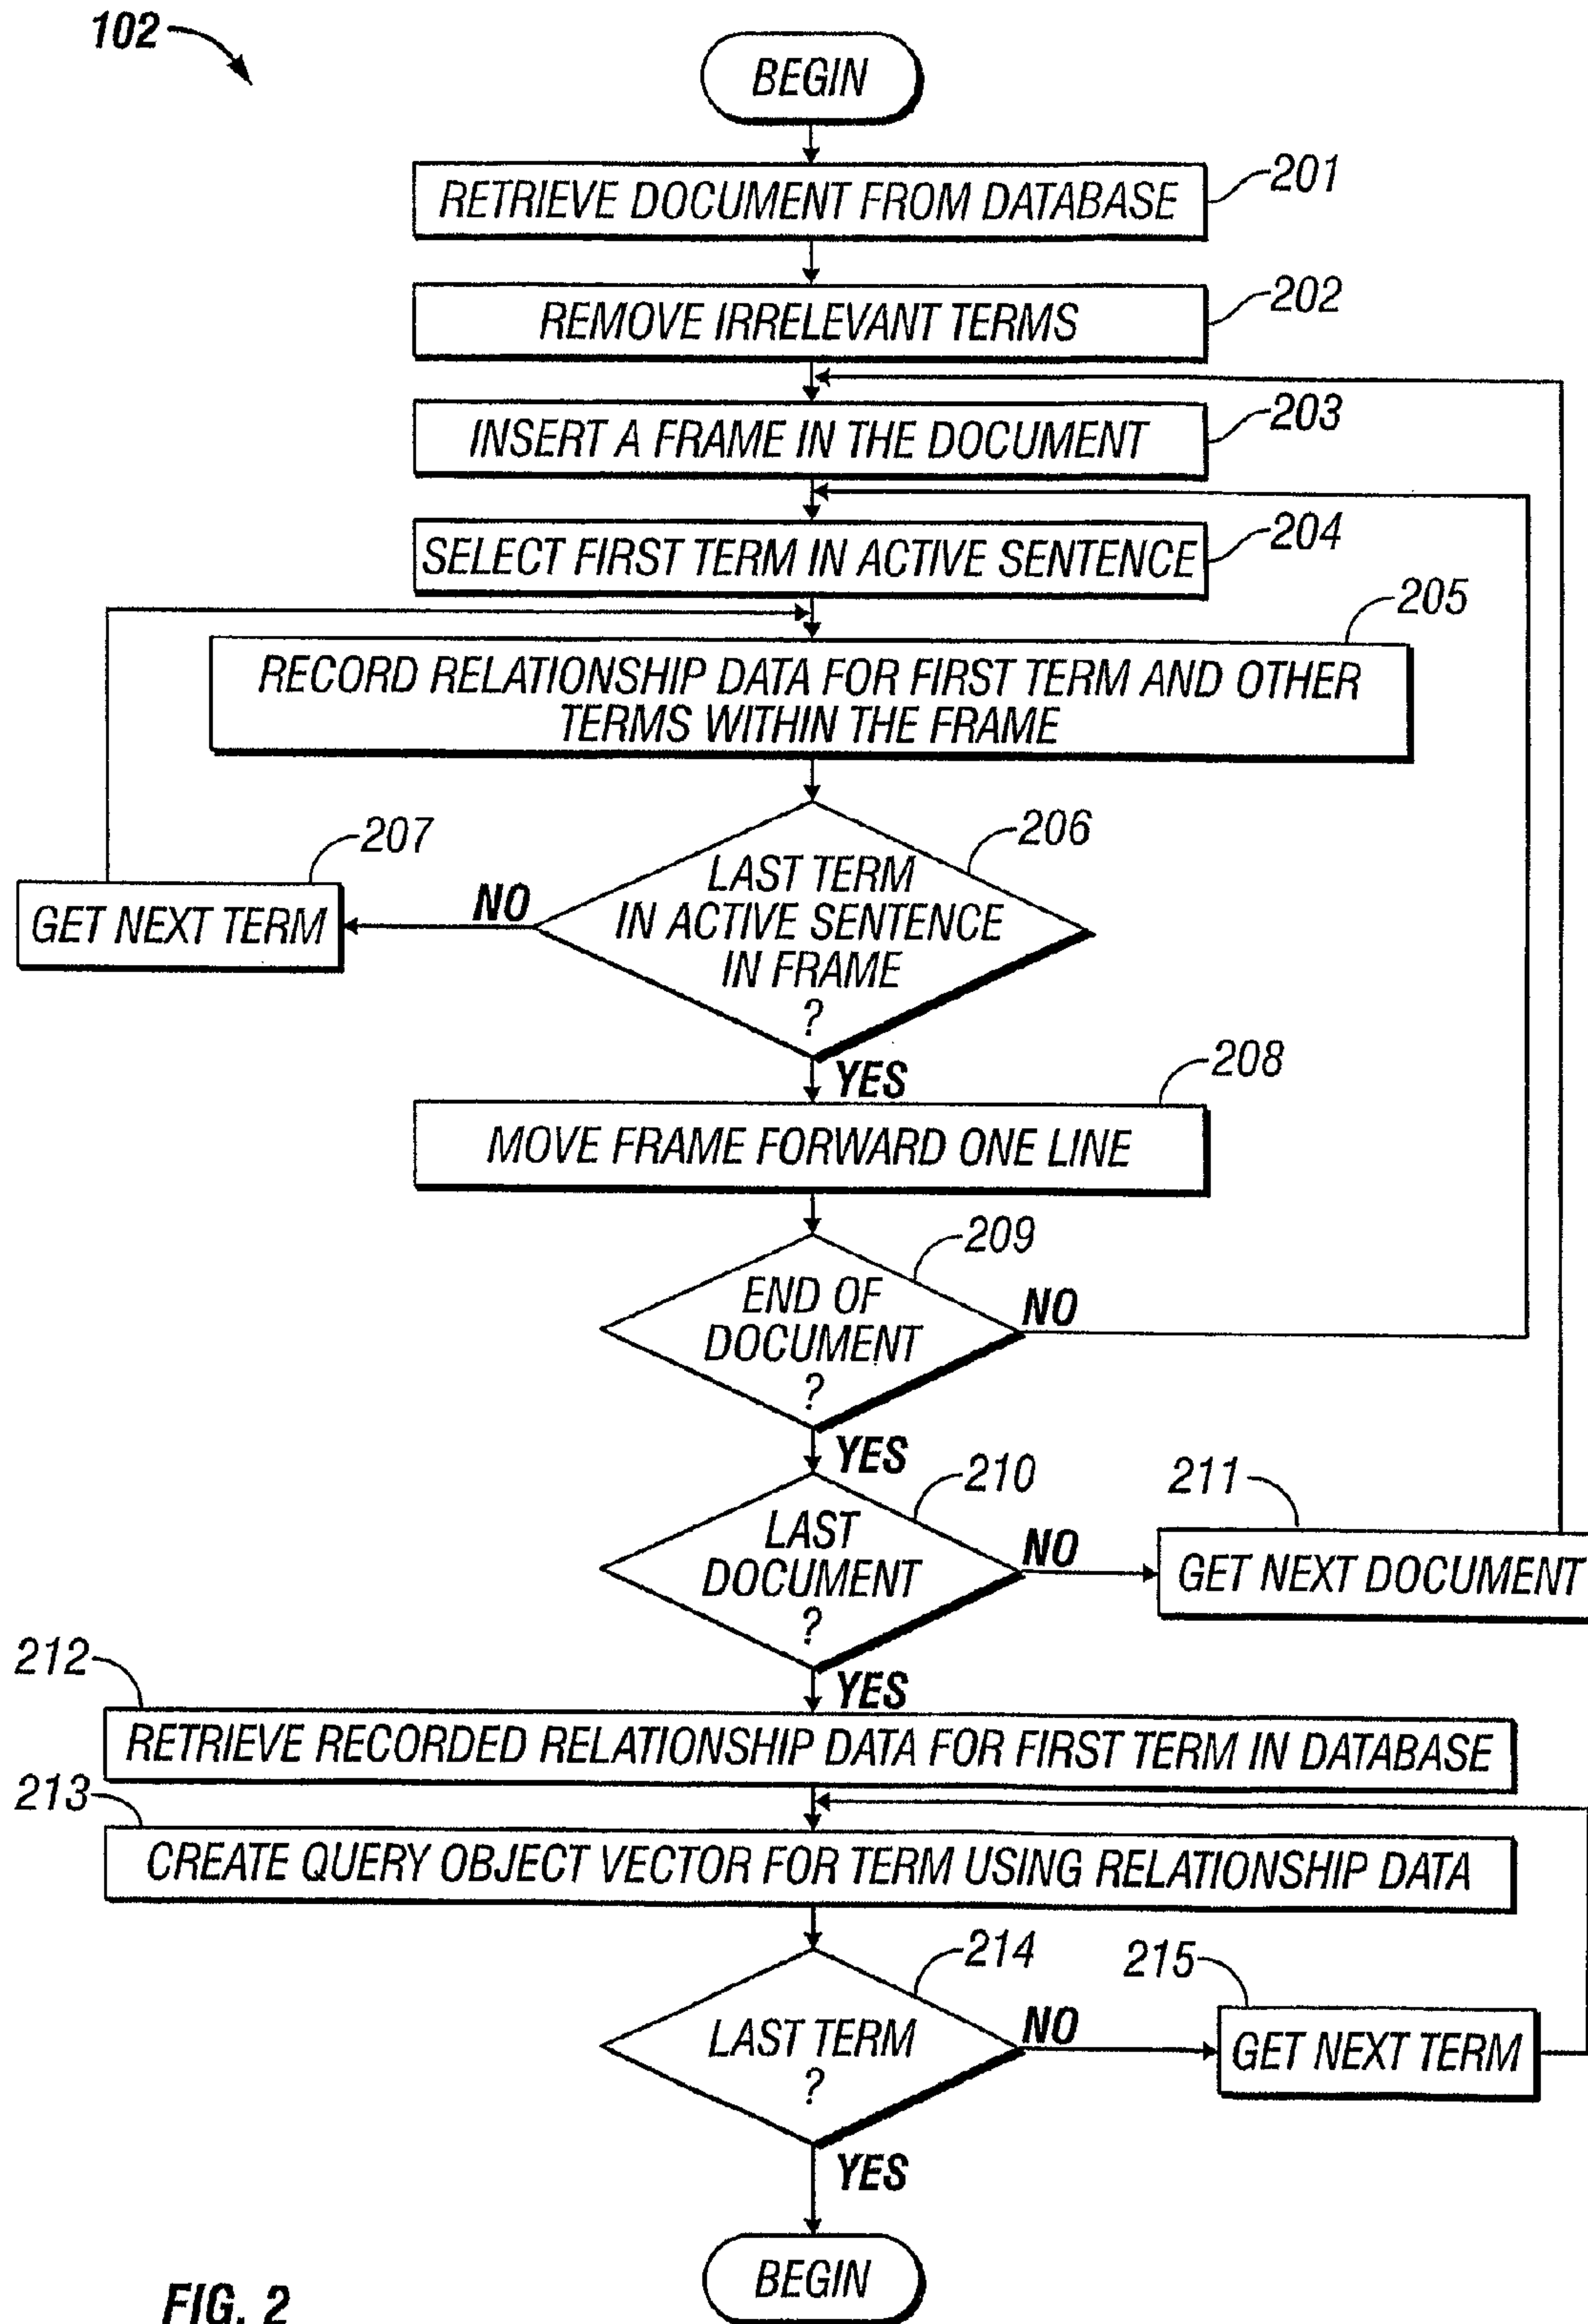 102
BEGIN
201
RETRIEVE DOCUMENT FROM DATABASE
202
REMOVE IRRELEVANT TERMS
203
INSERT A FRAME IN THE DOCUMENT
204
SELECT FIRST TERM IN ACTIVE SENTENCE
205
RECORD RELATIONSHIP DATA FOR FIRST TERM AND OTHER
TERMS WITHIN THE FRAME
206
LAST TERM
IN ACTIVE SENTENCE
IN FRAME
?
NO
207
GET NEXT TERM
YES
208
MOVE FRAME FORWARD ONE LINE
209
END OF
DOCUMENT
?
NO
YES
210
LAST
DOCUMENT
?
NO
211
GET NEXT DOCUMENT
YES
212
RETRIEVE RECORDED RELATIONSHIP DATA FOR FIRST TERM IN DATABASE
213
CREATE QUERY OBJECT VECTOR FOR TERM USING RELATIONSHIP DATA
214
LAST TERM
?
NO
215
GET NEXT TERM
YES
BEGIN
FIG. 2